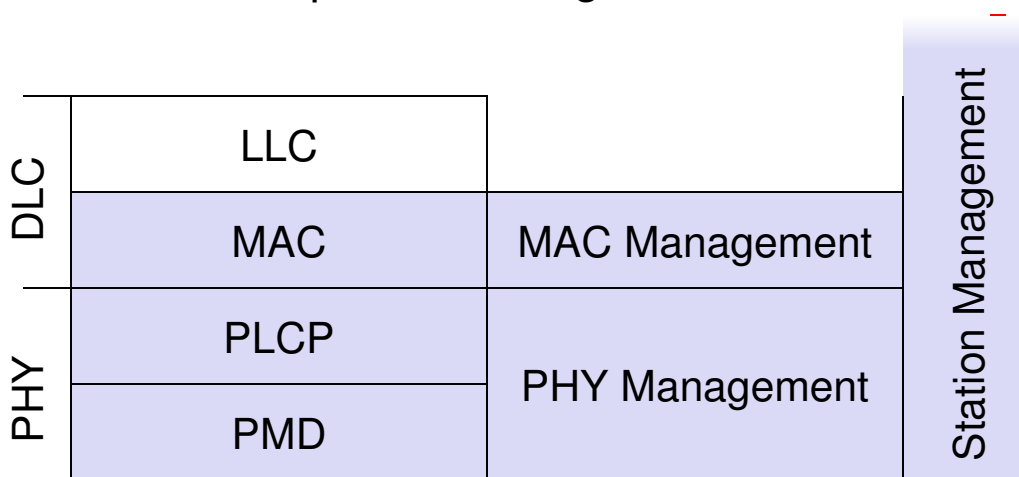 DLC
LLC
MAC
MAC Management
PHY
PLCP
PMD
PHY Management
Station Management